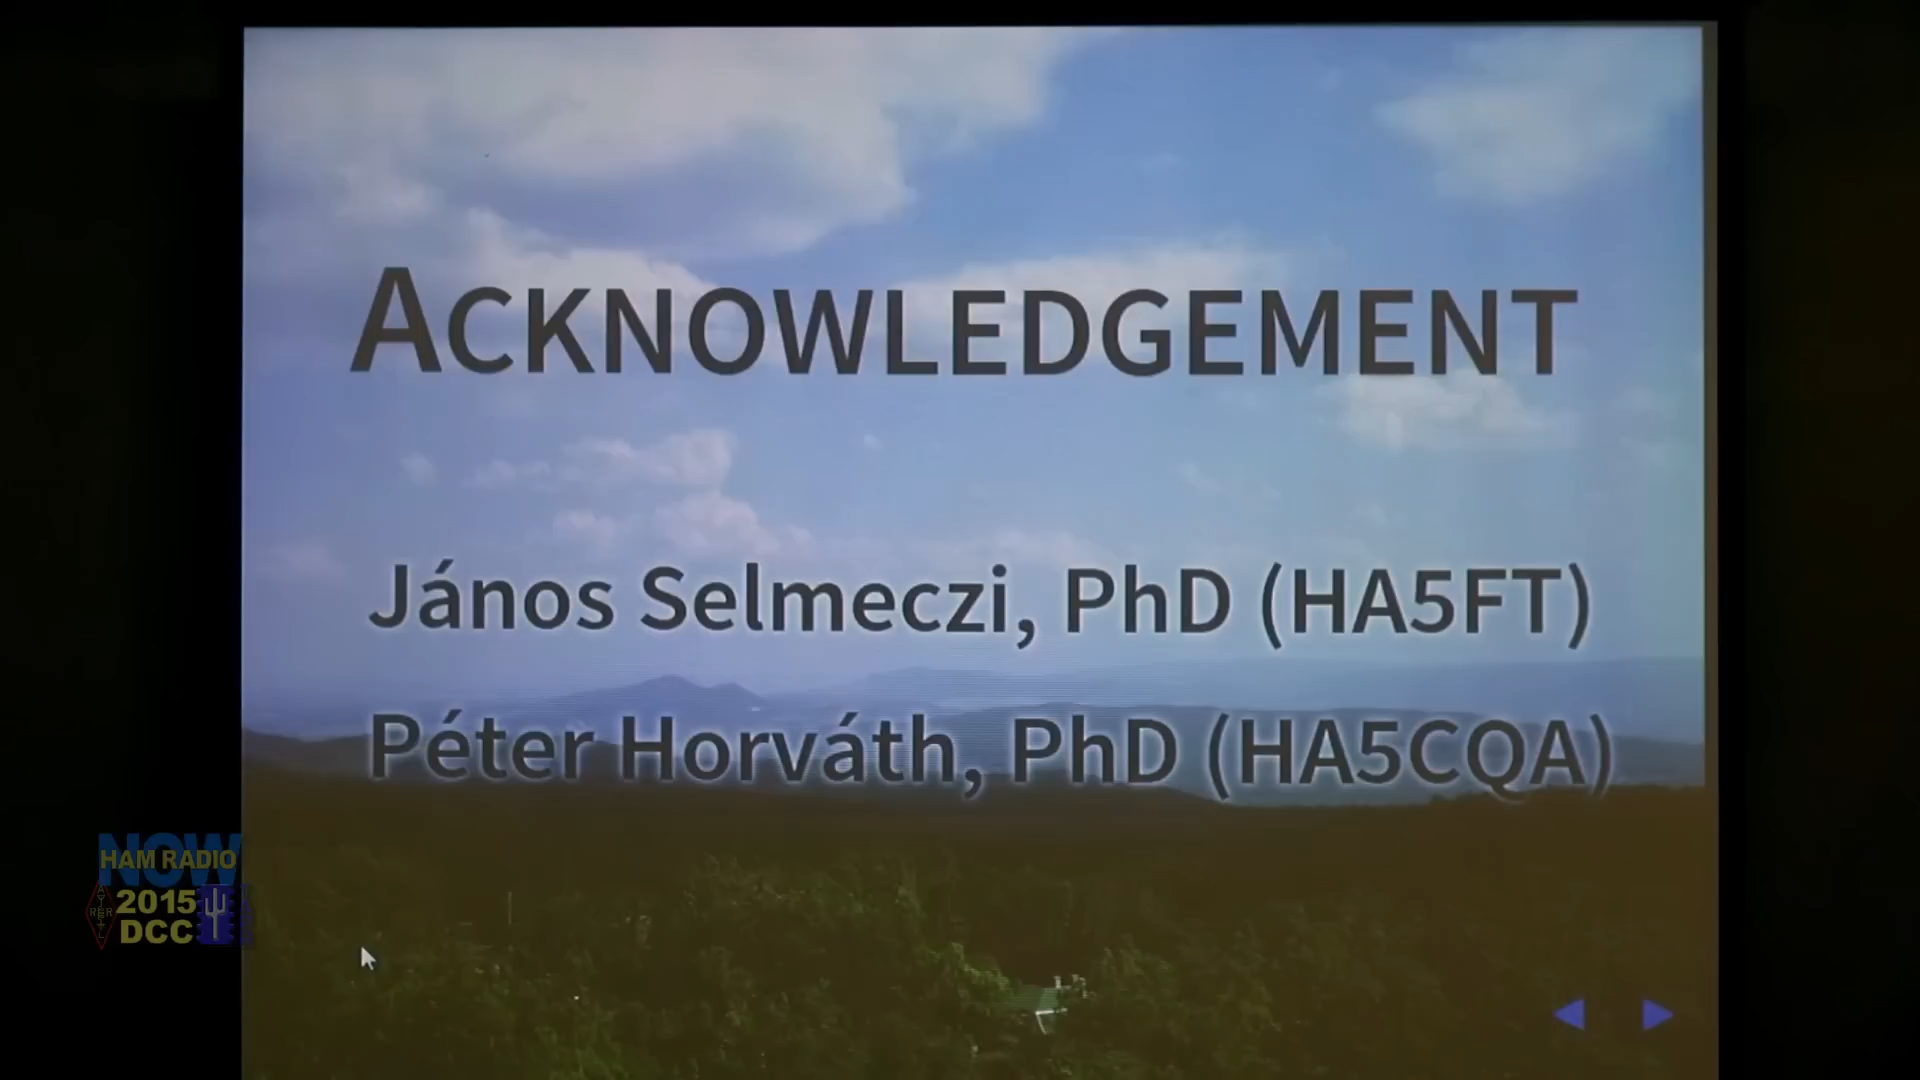 ACKNOWLEDGEMENT
János Selmeczi, PhD (HA5FT)
Péter Horváth, PhD (HA5CQA)
NOW
HAM RADIO
2015
DCC